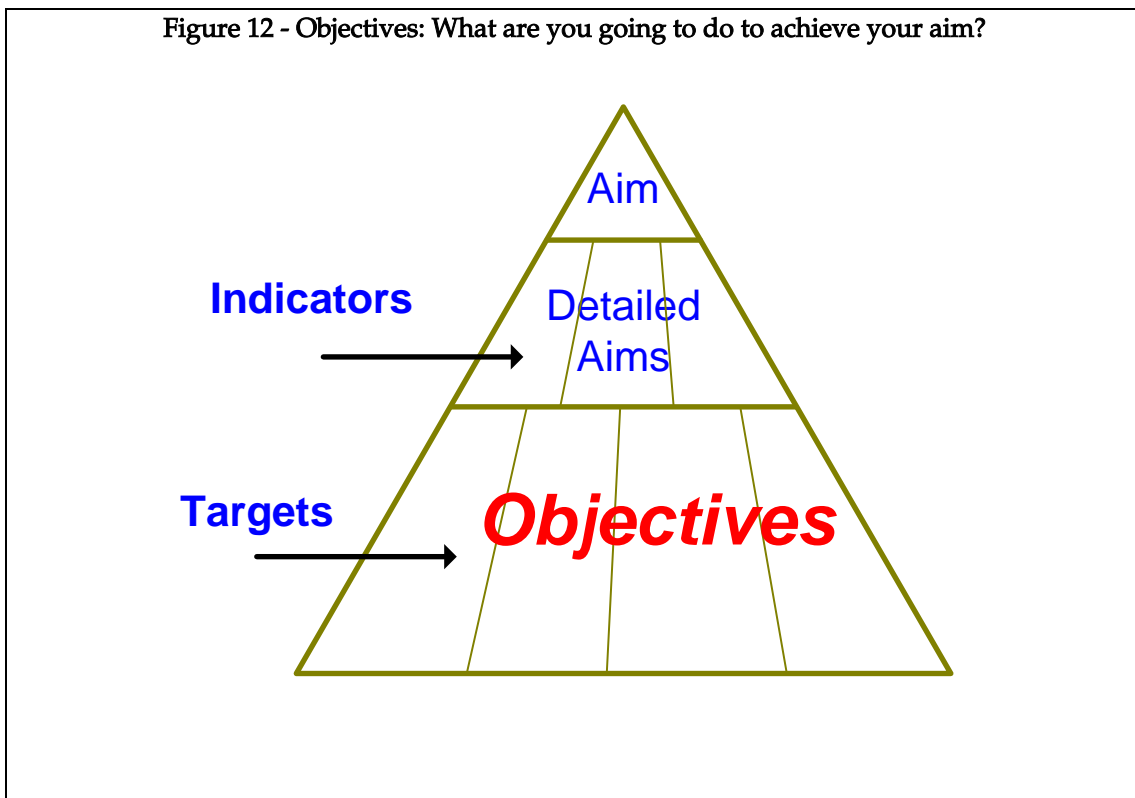 Figure 12 - Objectives: What are you going to do to achieve your aim?
Aim
Indicators
Detailed
Aims
Targets
Objectives